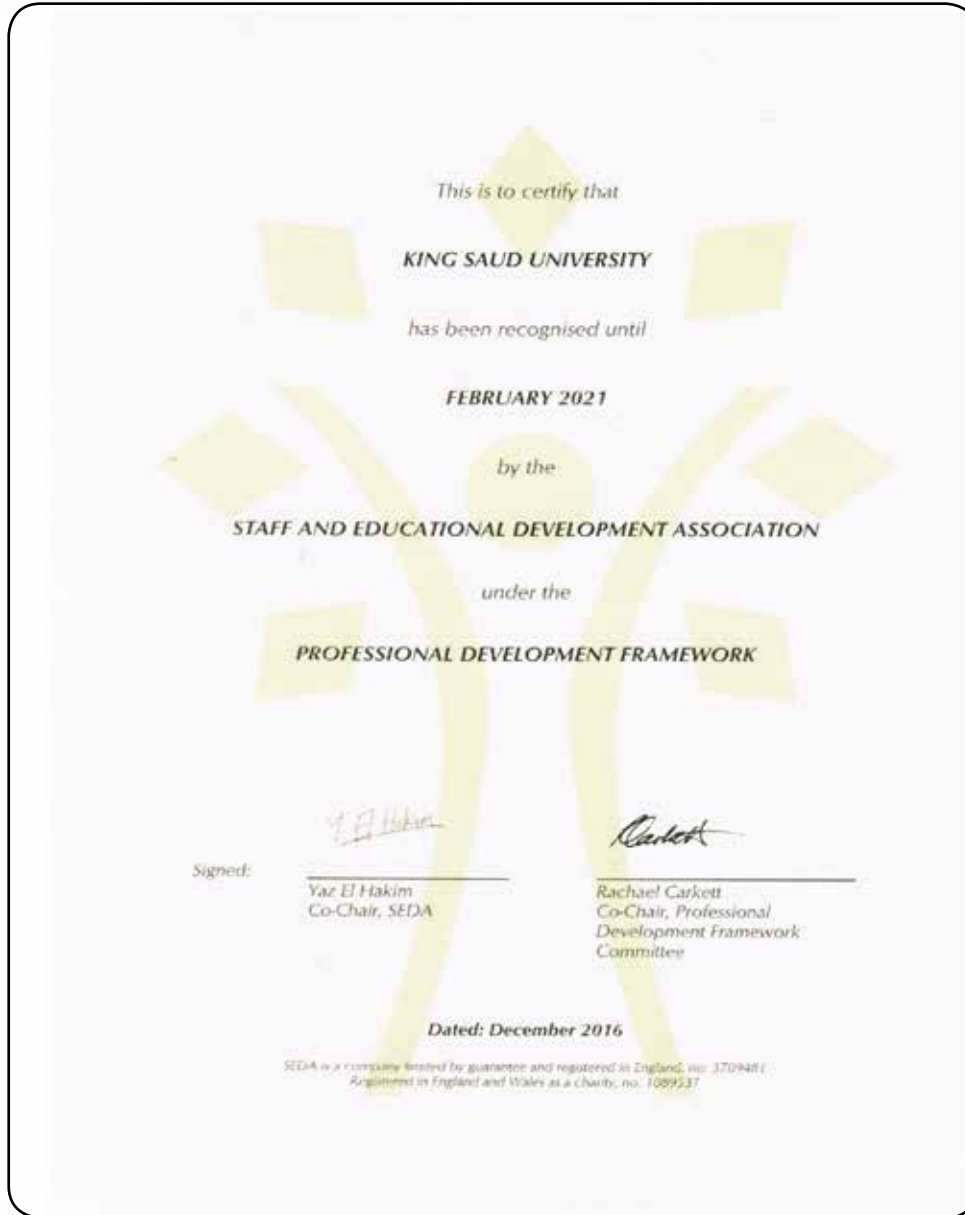 This is to certify that
KING SAUD UNIVERSITY
has been recognised until
FEBRUARY 2021
by the
STAFF AND EDUCATIONAL DEVELOPMENT ASSOCIATION
under the
PROFESSIONAL DEVELOPMENT FRAMEWORK
Y El Hakim
Signed:
Yaz El Hakim
Co-Chair, SEDA
RCarkett
Rachael Carkett
Co-Chair, Professional
Development Framework
Committee
Dated: December 2016
SEDA is a company limited by guarantee and registered in England, no. 3709481
Registered in England and Wales as a charity, no. 1089537